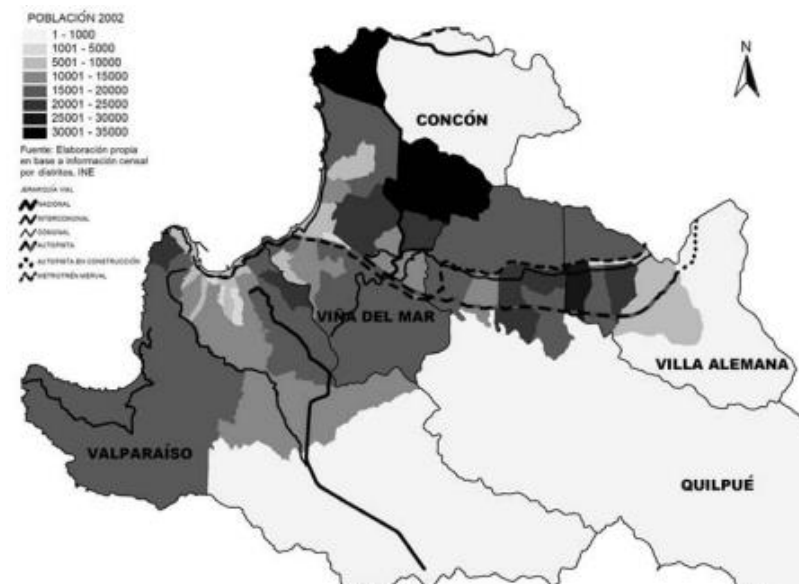 POBLACIÓN 2002
1 - 1000
1001 - 5000
5001 - 10000
10001 - 15000
15001 - 20000
20001 - 25000
25001 - 30000
30001 - 35000
Fuente: Elaboración propia
en base a información censal
por distritos, INE
JERARQUÍA VIAL
NACIONAL
INTERCOMUNAL
COMUNAL
AUTOPISTA
AUTOPISTA EN CONSTRUCCIÓN
METROTREN MERVAL
N
CONCÓN
VIÑA DEL MAR
VILLA ALEMANA
VALPARAÍSO
QUILPUÉ